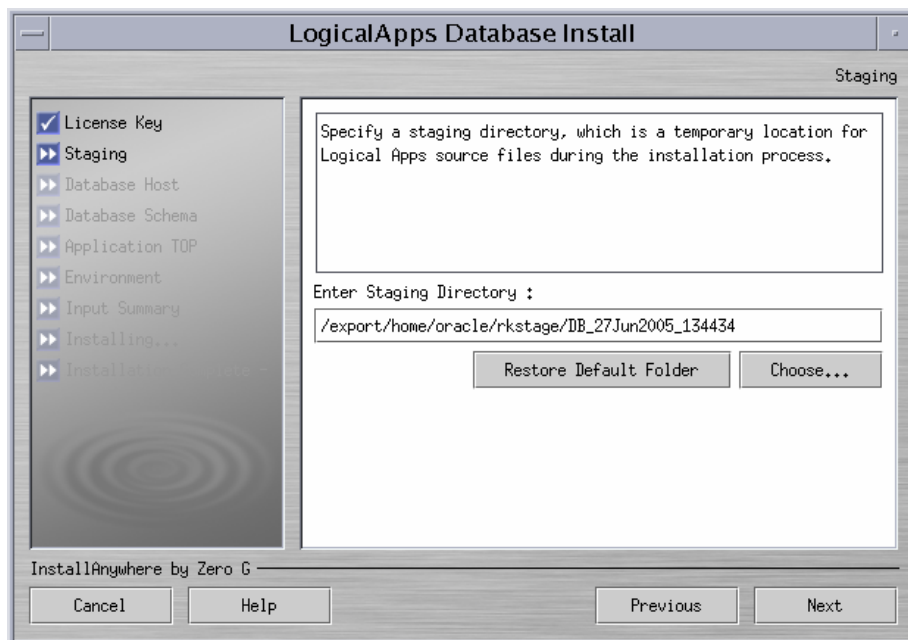 LogicalApps Database Install
Staging
License Key
Staging
Database Host
Database Schema
Application TOP
Environment
Input Summary
Installing...
Specify a staging directory, which is a temporary location for
Logical Apps source files during the installation process.
Enter Staging Directory :
/export/home/oracle/rkstage/DB_27Jun2005_134434
Restore Default Folder
Choose...
InstallAnywhere by Zero G
Cancel
Help
Previous
Next